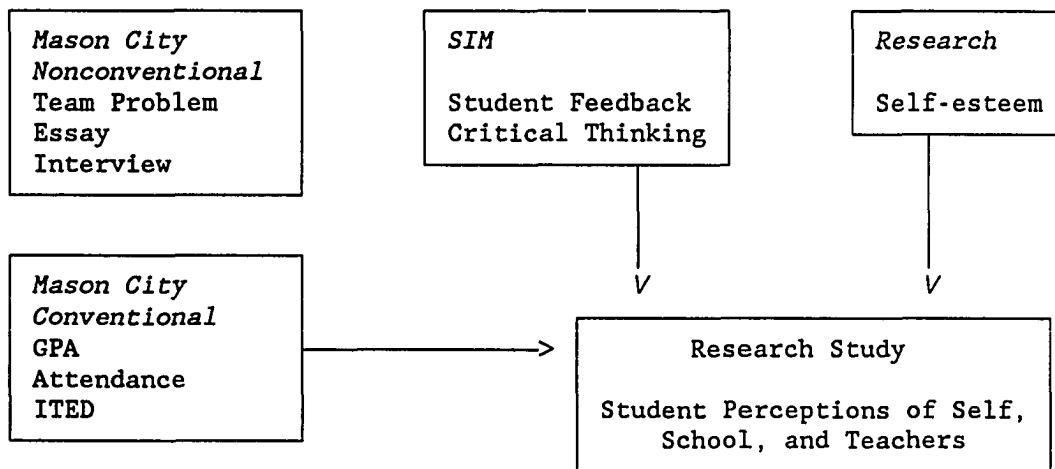 Mason City
Nonconventional
Team Problem
Essay
Interview
SIM
Student Feedback
Critical Thinking
Research
Self-esteem
Mason City
Conventional
GPA
Attendance
ITED
Research Study
Student Perceptions of Self,
School, and Teachers